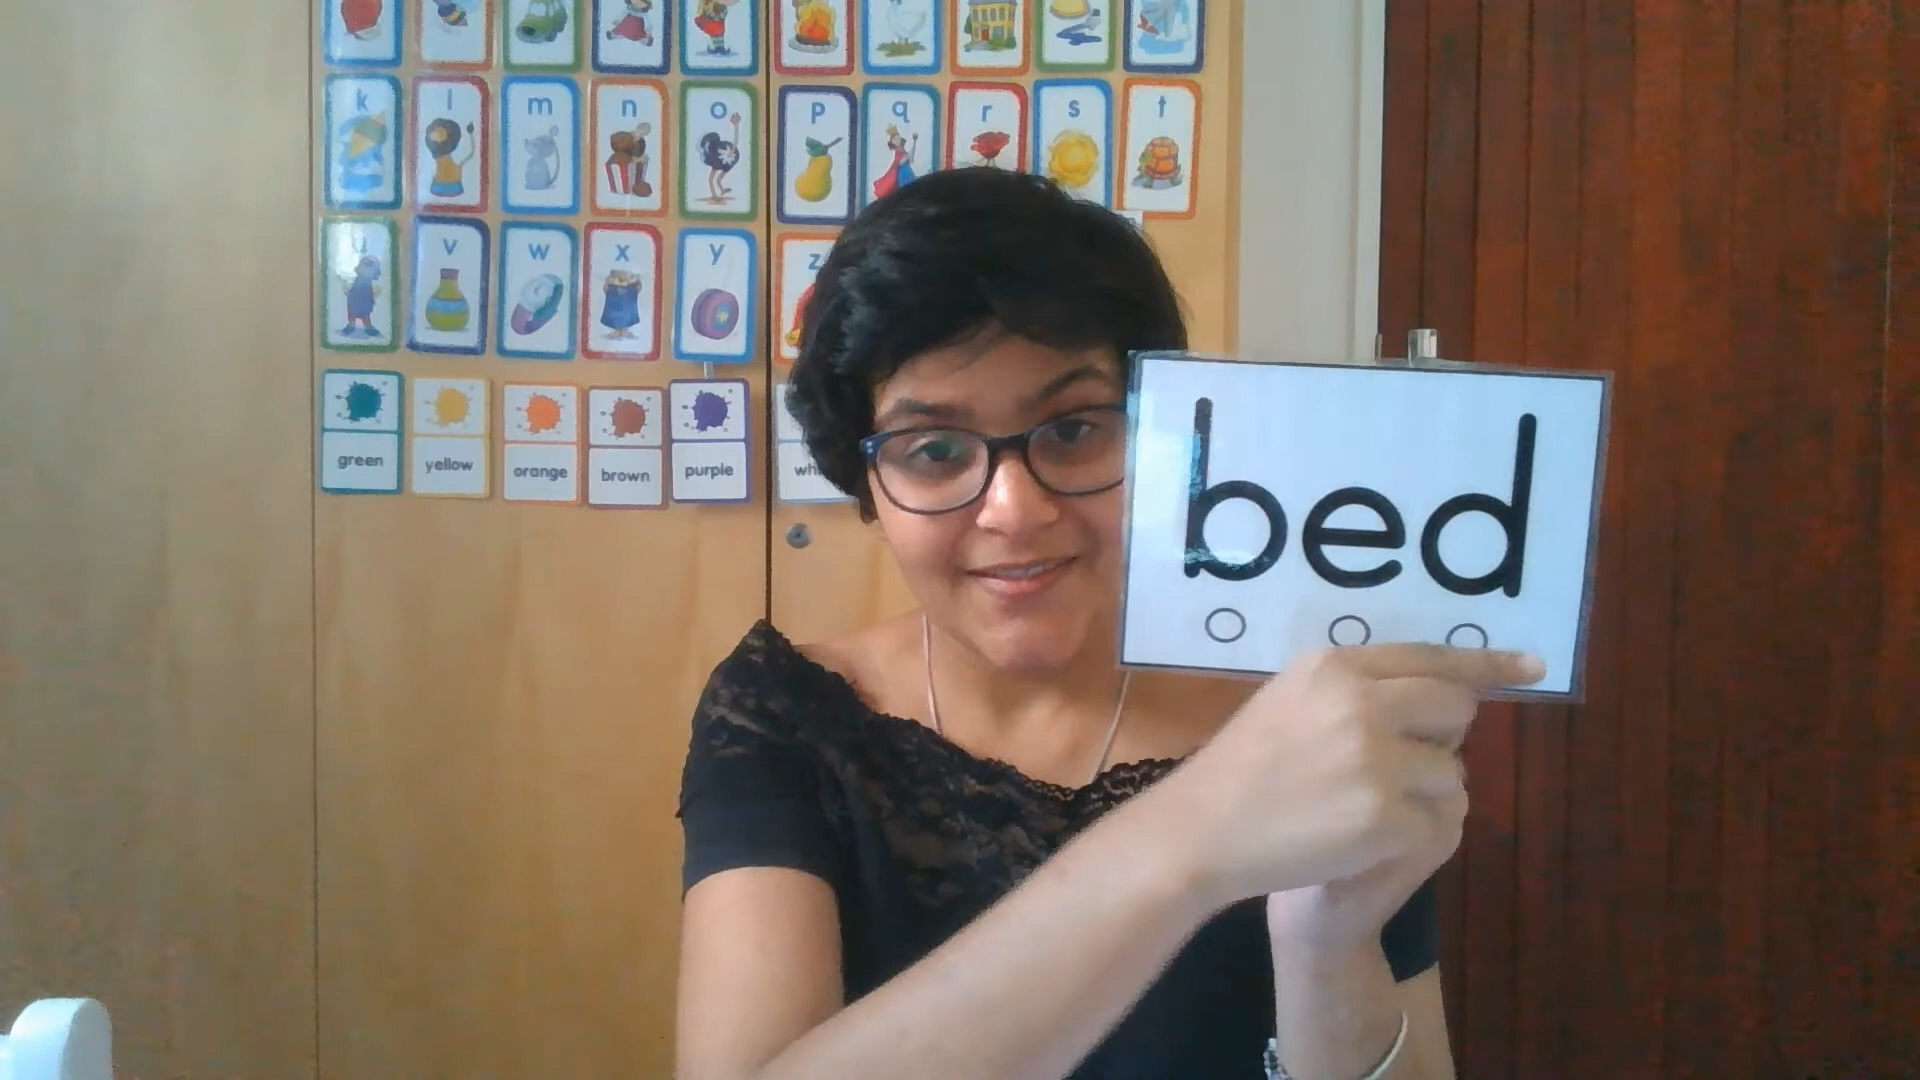 k l m n o p q r s t
v w x y z
green yellow orange brown purple
bed